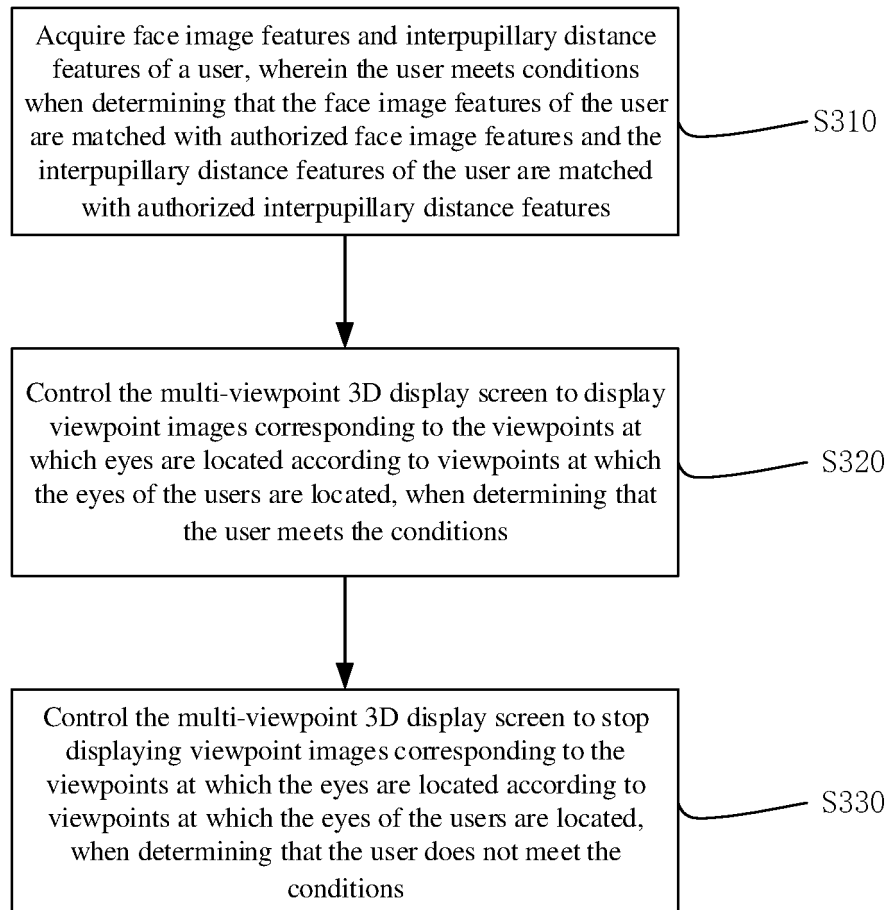 Acquire face image features and interpupillary distance
features of a user, wherein the user meets conditions
when determining that the face image features of the user
are matched with authorized face image features and the
interpupillary distance features of the user are matched
with authorized interpupillary distance features
S310
Control the multi-viewpoint 3D display screen to display
viewpoint images corresponding to the viewpoints at
which eyes are located according to viewpoints at which
the eyes of the users are located, when determining that
the user meets the conditions
S320
Control the multi-viewpoint 3D display screen to stop
displaying viewpoint images corresponding to the
viewpoints at which the eyes are located according to
viewpoints at which the eyes of the users are located,
when determining that the user does not meet the
conditions
S330